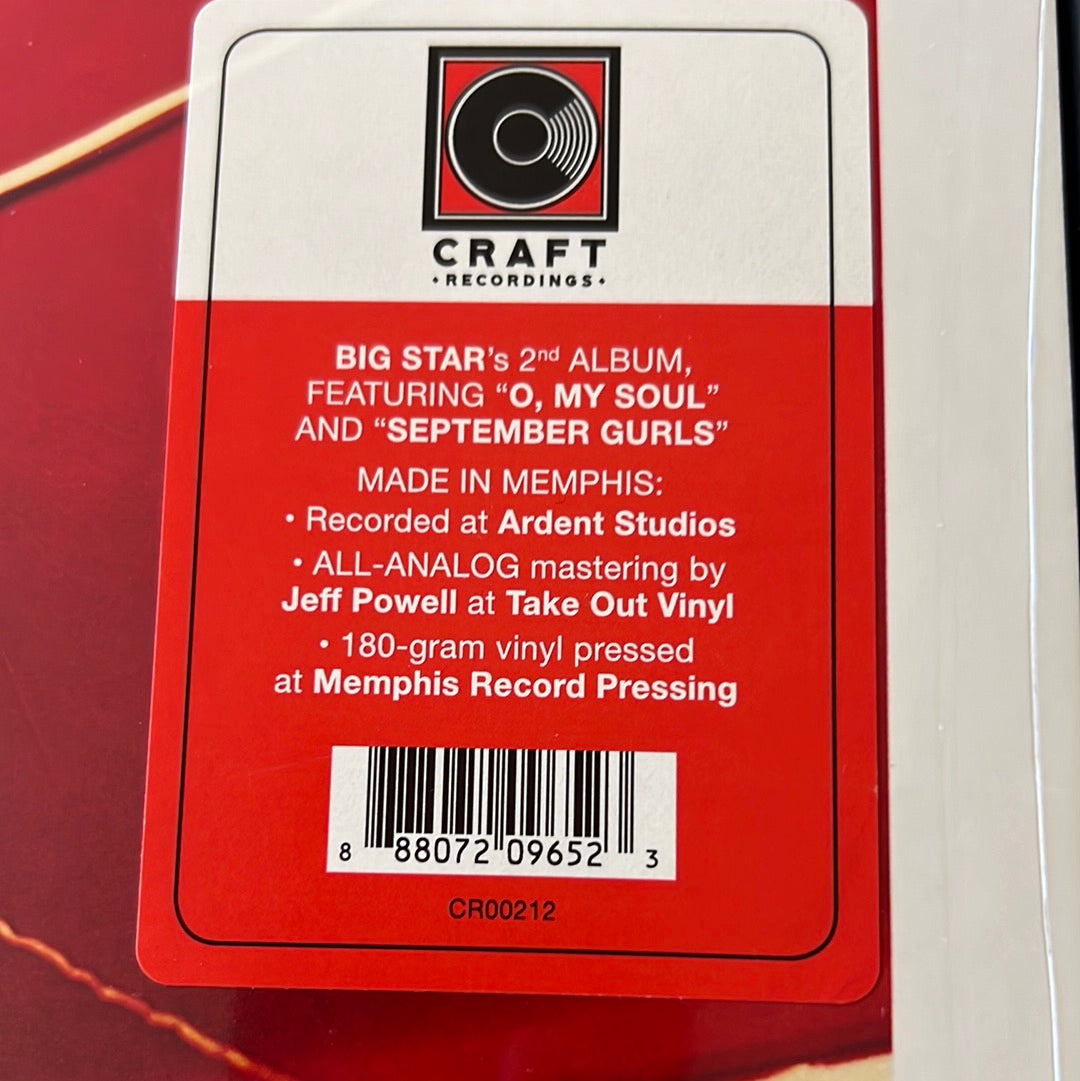 CRAFT
• RECORDINGS •
BIG STAR's 2nd ALBUM,
FEATURING “O, MY SOUL”
AND “SEPTEMBER GURLS”
MADE IN MEMPHIS:
• Recorded at Ardent Studios
• ALL-ANALOG mastering by
Jeff Powell at Take Out Vinyl
• 180-gram vinyl pressed
at Memphis Record Pressing
8 88072 09652 3
CR00212